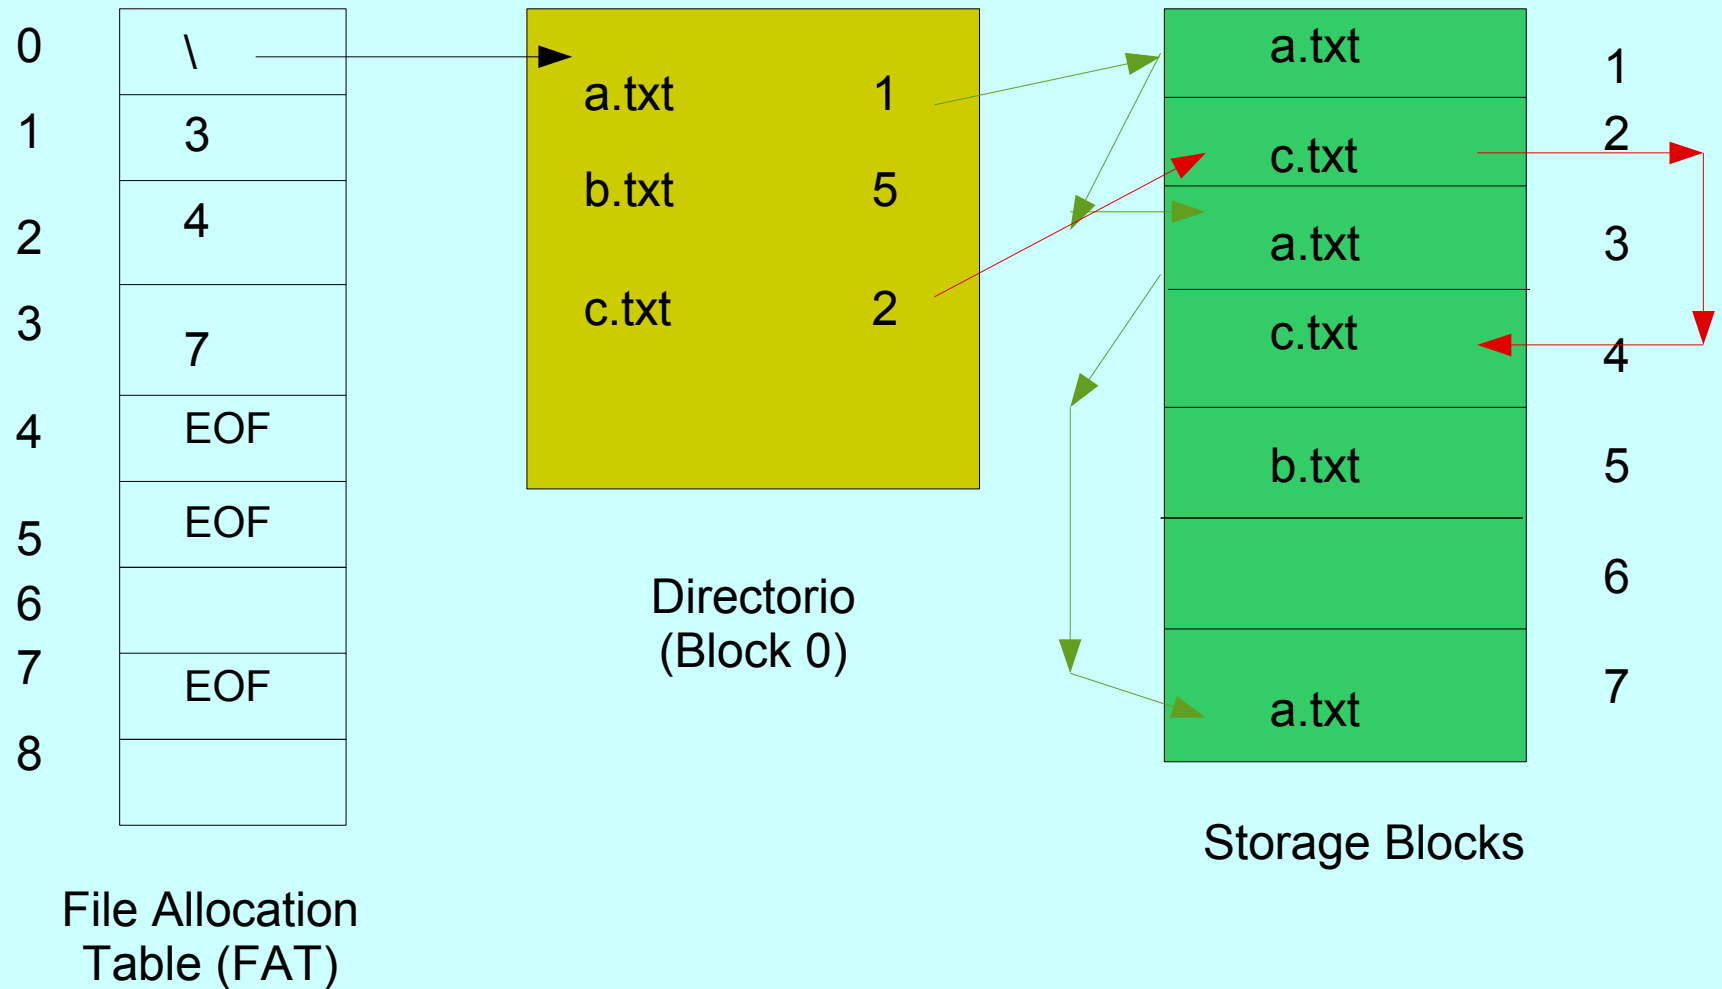 0 \
1 3
2 4
3 7
4 EOF
5 EOF
6
7 EOF
8
File Allocation
Table (FAT)
a.txt 1
b.txt 5
c.txt 2
Directorio
(Block 0)
a.txt 1
c.txt 2
a.txt 3
c.txt 4
b.txt 5
6
a.txt 7
Storage Blocks